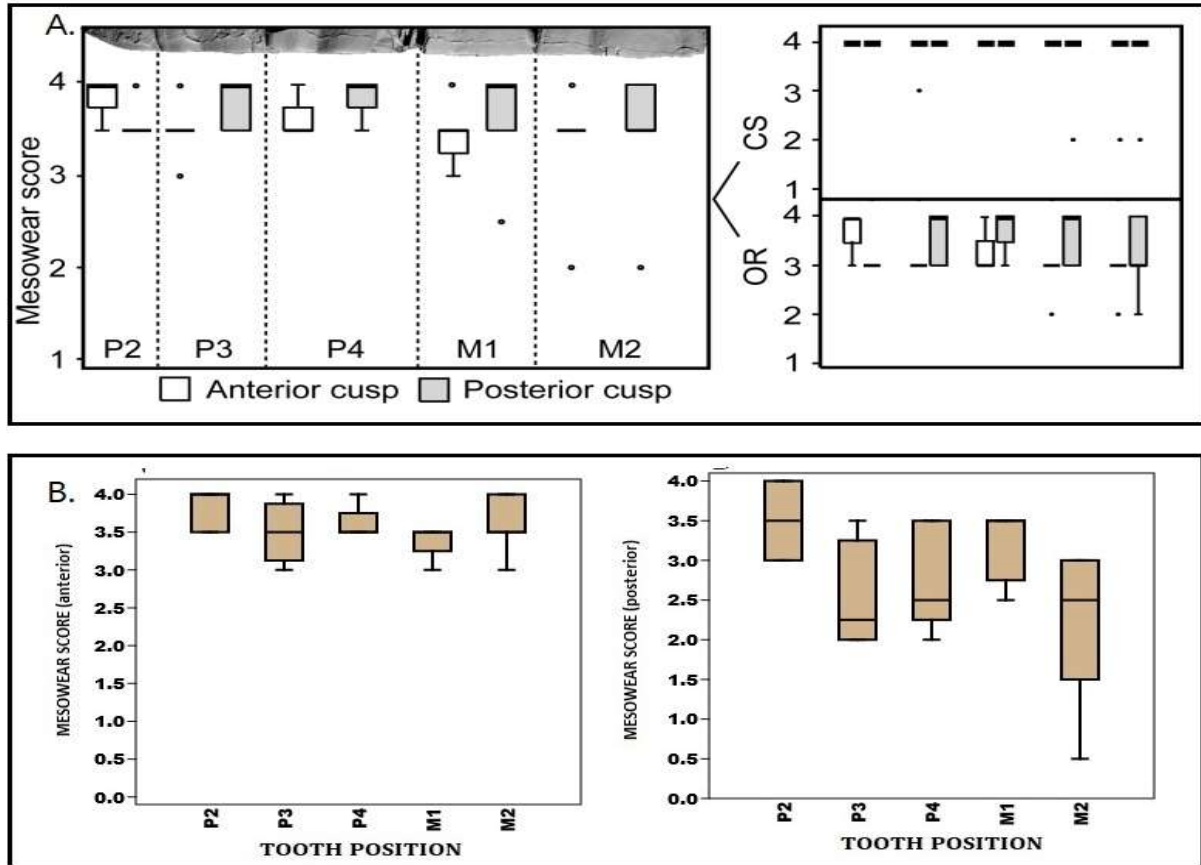 A.
Mesowear score
4
3
2
1
P2 P3 P4 M1 M2
Anterior cusp Posterior cusp
CS
4
3
2
1
OR
4
3
2
1
B.
MESOWEAR SCORE (anterior)
4.0
3.5
3.0
2.5
2.0
1.5
1.0
0.5
0.0
P2 P3 P4 M1 M2
TOOTH POSITION
MESOWEAR SCORE (posterior)
4.0
3.5
3.0
2.5
2.0
1.5
1.0
0.5
0.0
P2 P3 P4 M1 M2
TOOTH POSITION